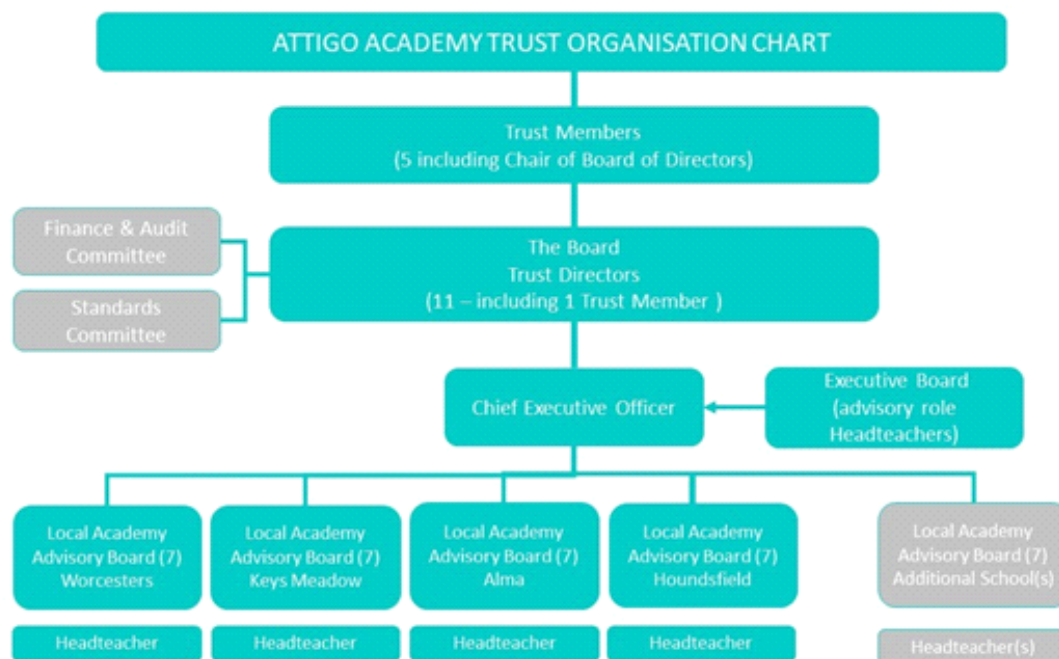 ATTIGO ACADEMY TRUST ORGANISATION CHART
Trust Members
(5 including Chair of Board of Directors)
Finance & Audit
Committee
Standards
Committee
The Board
Trust Directors
(11 – including 1 Trust Member )
Chief Executive Officer
Executive Board
(advisory role
Headteachers)
Local Academy
Advisory Board (7)
Worcesters
Local Academy
Advisory Board (7)
Keys Meadow
Local Academy
Advisory Board (7)
Alma
Local Academy
Advisory Board (7)
Houndsfield
Local Academy
Advisory Board (7)
Additional School(s)
Headteacher
Headteacher
Headteacher
Headteacher
Headteacher(s)